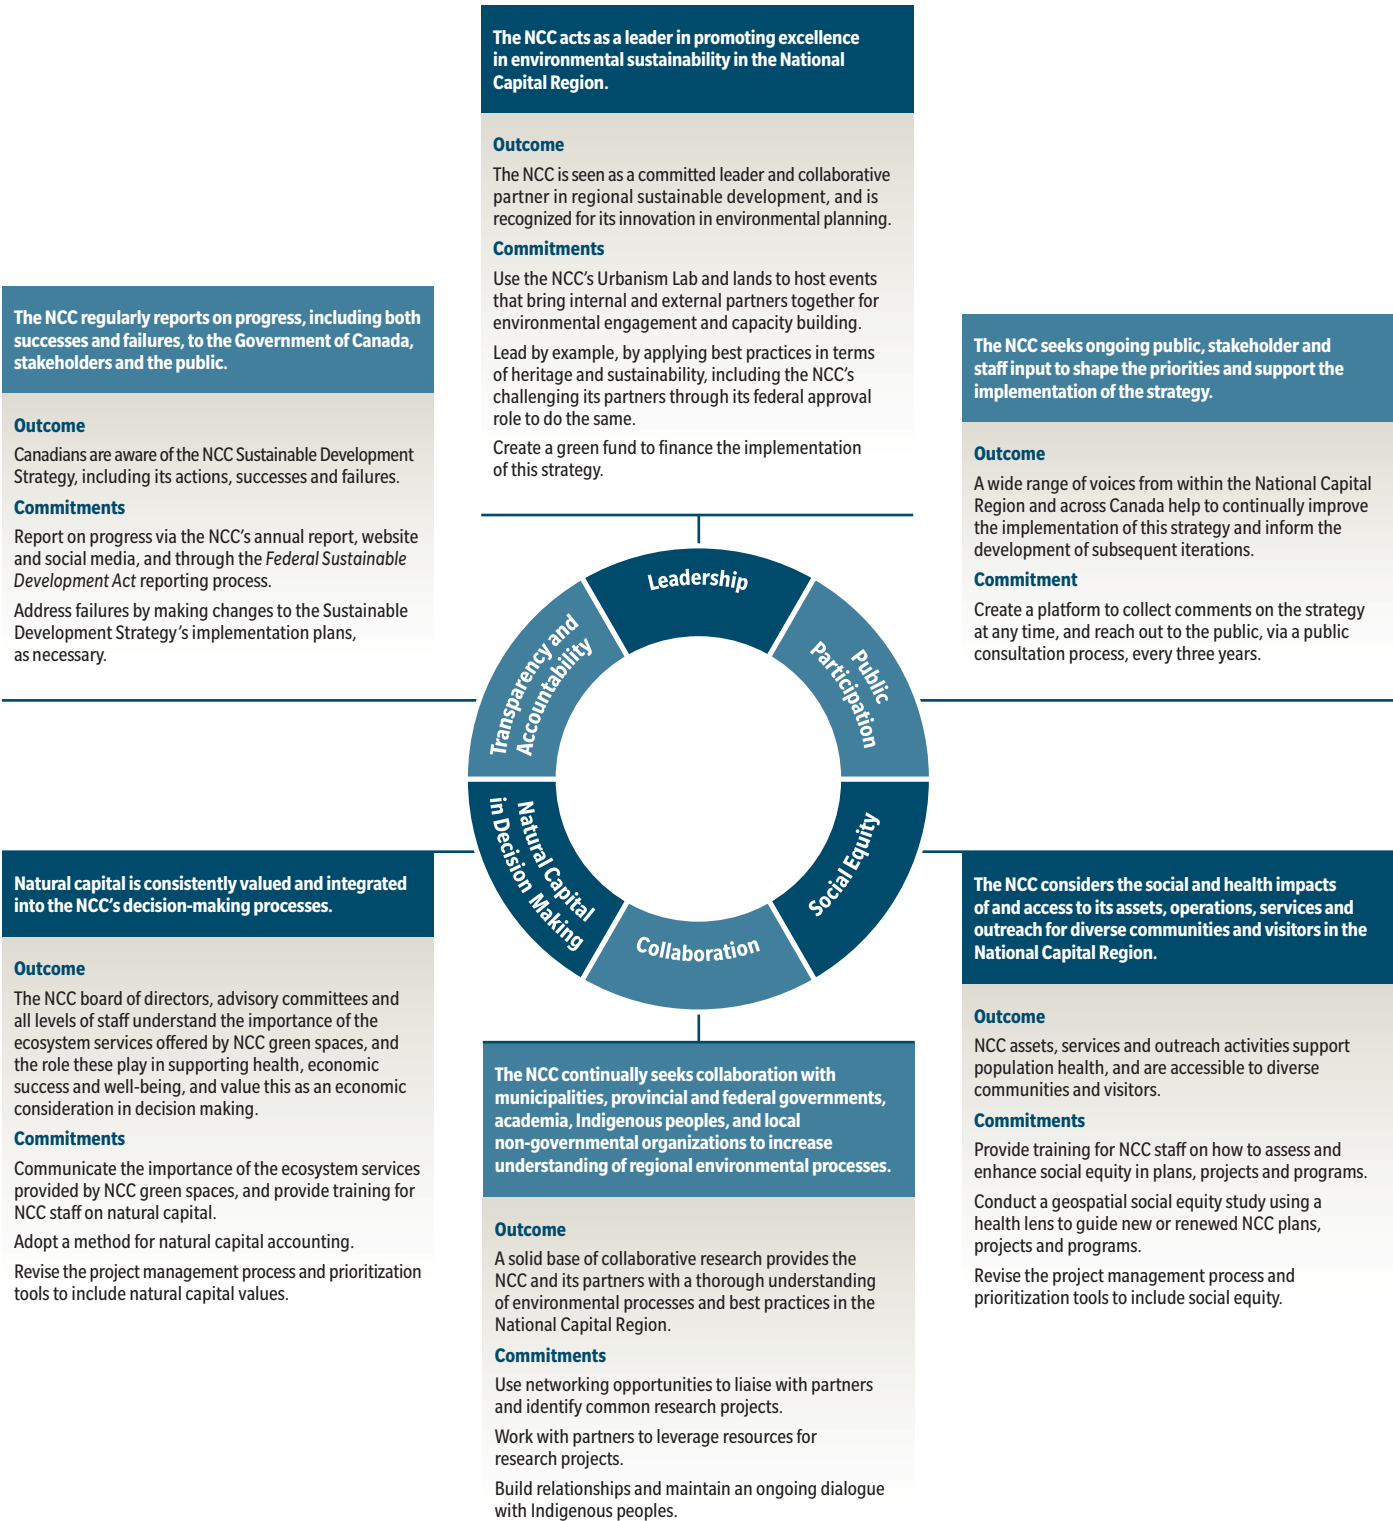 The NCC acts as a leader in promoting excellence
in environmental sustainability in the National
Capital Region.
Outcome
The NCC is seen as a committed leader and collaborative
partner in regional sustainable development, and is
recognized for its innovation in environmental planning.
Commitments
Use the NCC’s Urbanism Lab and lands to host events
that bring internal and external partners together for
environmental engagement and capacity building.
Lead by example, by applying best practices in terms
of heritage and sustainability, including the NCC’s
challenging its partners through its federal approval
role to do the same.
Create a green fund to finance the implementation
of this strategy.
The NCC regularly reports on progress, including both
successes and failures, to the Government of Canada,
stakeholders and the public.
Outcome
Canadians are aware of the NCC Sustainable Development
Strategy, including its actions, successes and failures.
Commitments
Report on progress via the NCC’s annual report, website
and social media, and through the Federal Sustainable
Development Act reporting process.
Address failures by making changes to the Sustainable
Development Strategy’s implementation plans,
as necessary.
The NCC seeks ongoing public, stakeholder and
staff input to shape the priorities and support the
implementation of the strategy.
Outcome
A wide range of voices from within the National Capital
Region and across Canada help to continually improve
the implementation of this strategy and inform the
development of subsequent iterations.
Commitment
Create a platform to collect comments on the strategy
at any time, and reach out to the public, via a public
consultation process, every three years.
Leadership
Transparency and
Accountability
Public
Participation
Natural Capital
in Decision Making
Social Equity
Collaboration
Natural capital is consistently valued and integrated
into the NCC’s decision-making processes.
Outcome
The NCC board of directors, advisory committees and
all levels of staff understand the importance of the
ecosystem services offered by NCC green spaces, and
the role these play in supporting health, economic
success and well-being, and value this as an economic
consideration in decision making.
Commitments
Communicate the importance of the ecosystem services
provided by NCC green spaces, and provide training for
NCC staff on natural capital.
Adopt a method for natural capital accounting.
Revise the project management process and prioritization
tools to include natural capital values.
The NCC continually seeks collaboration with
municipalities, provincial and federal governments,
academia, Indigenous peoples, and local
non-governmental organizations to increase
understanding of regional environmental processes.
Outcome
A solid base of collaborative research provides the
NCC and its partners with a thorough understanding
of environmental processes and best practices in the
National Capital Region.
Commitments
Use networking opportunities to liaise with partners
and identify common research projects.
Work with partners to leverage resources for
research projects.
Build relationships and maintain an ongoing dialogue
with Indigenous peoples.
The NCC considers the social and health impacts
of and access to its assets, operations, services and
outreach for diverse communities and visitors in the
National Capital Region.
Outcome
NCC assets, services and outreach activities support
population health, and are accessible to diverse
communities and visitors.
Commitments
Provide training for NCC staff on how to assess and
enhance social equity in plans, projects and programs.
Conduct a geospatial social equity study using a
health lens to guide new or renewed NCC plans,
projects and programs.
Revise the project management process and
prioritization tools to include social equity.